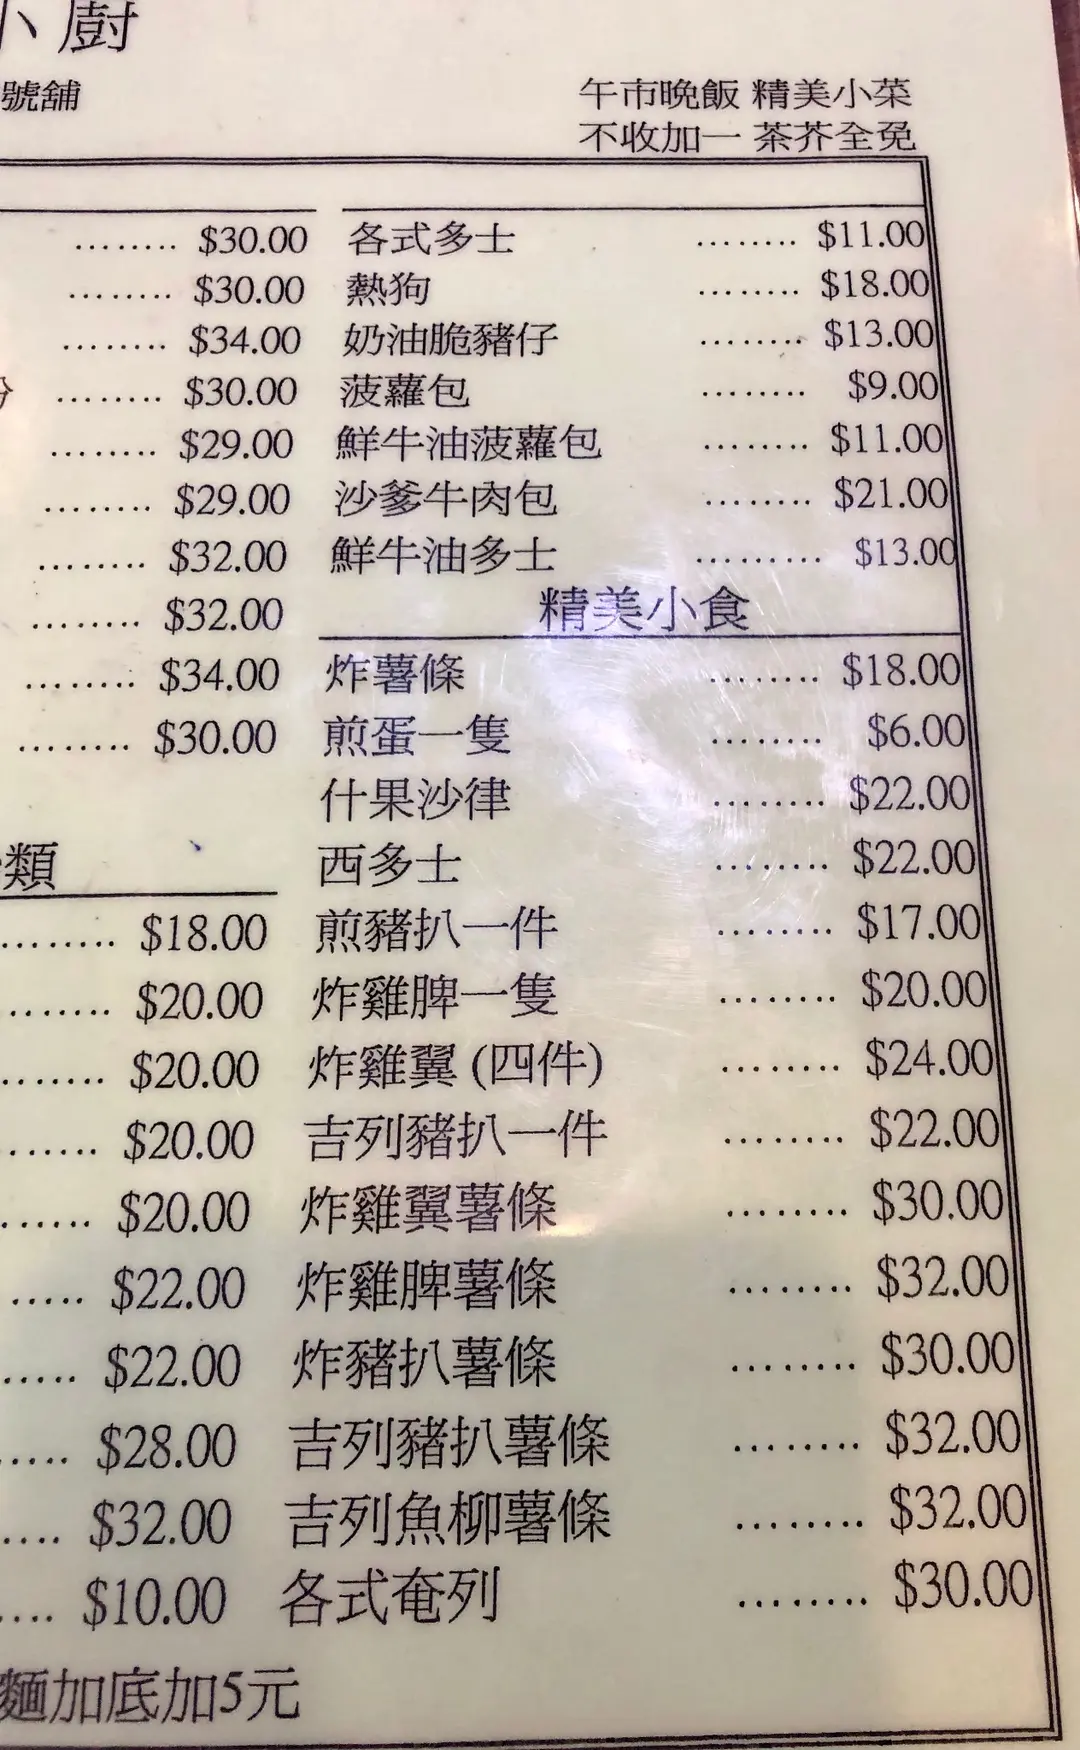 小廚
號舖
午市晚飯 精美小菜
不收加一 茶芥全免
........ $30.00 各式多士 ........ $11.00
........ $30.00 熱狗 ........ $18.00
........ $34.00 奶油脆豬仔 ........ $13.00
........ $30.00 菠蘿包 ........ $9.00
........ $29.00 鮮牛油菠蘿包 ........ $11.00
........ $29.00 沙爹牛肉包 ........ $21.00
........ $32.00 鮮牛油多士 ......... $13.00
........ $32.00 精美小食
........ $34.00 炸薯條 ........ $18.00
........ $30.00 煎蛋一隻 ........ $6.00
什果沙律 ........ $22.00
類 西多士 ........ $22.00
........ $18.00 煎豬扒一件 ........ $17.00
........ $20.00 炸雞脾一隻 ........ $20.00
........ $20.00 炸雞翼 (四件) ........ $24.00
....... $20.00 吉列豬扒一件 ........ $22.00
...... $20.00 炸雞翼薯條 ........ $30.00
..... $22.00 炸雞脾薯條 ........ $32.00
..... $22.00 炸豬扒薯條 ........ $30.00
..... $28.00 吉列豬扒薯條 ........ $32.00
.... $32.00 吉列魚柳薯條 ........ $32.00
.... $10.00 各式奄列 ........ $30.00
麵加底加5元